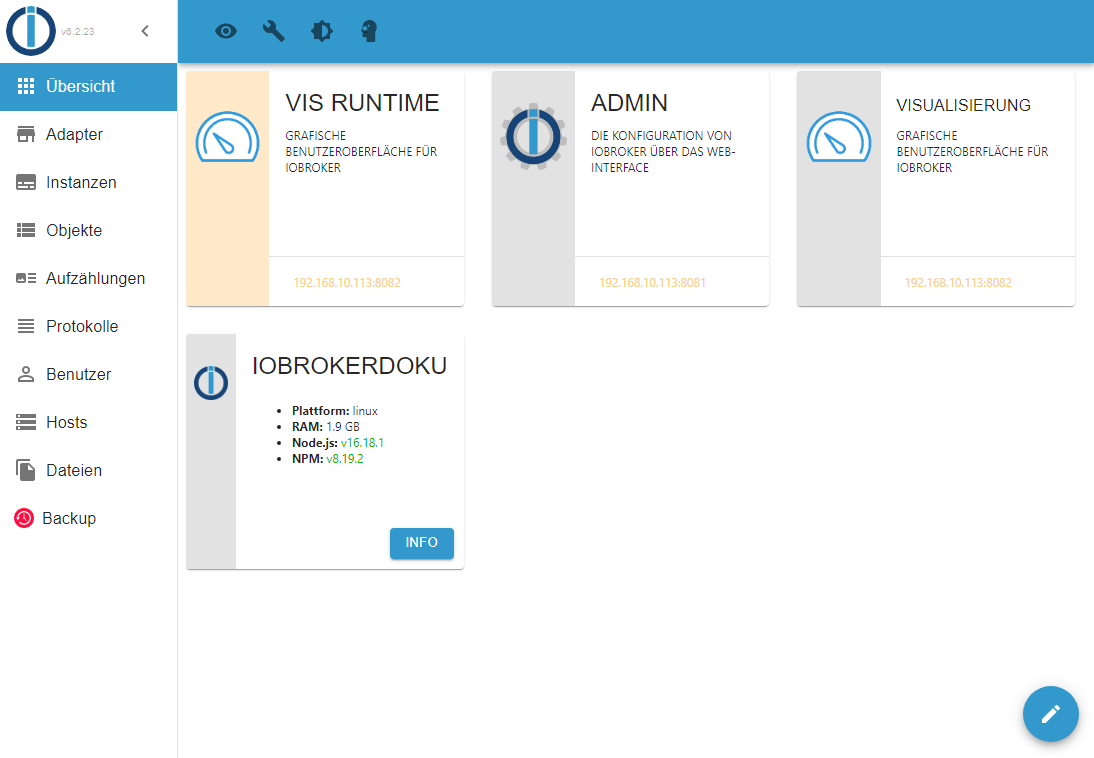 v6.2.23
Übersicht
Adapter
Instanzen
Objekte
Aufzählungen
Protokolle
Benutzer
Hosts
Dateien
Backup
VIS RUNTIME
GRAFISCHE
BENUTZEROBERFLÄCHE FÜR
IOBROKER
192.168.10.113:8082
ADMIN
DIE KONFIGURATION VON
IOBROKER ÜBER DAS WEB-
INTERFACE
192.168.10.113:8081
VISUALISIERUNG
GRAFISCHE
BENUTZEROBERFLÄCHE FÜR
IOBROKER
192.168.10.113:8082
IOBROKERDOKU
Plattform: linux
RAM: 1.9 GB
Node.js: v16.18.1
NPM: v8.19.2
INFO